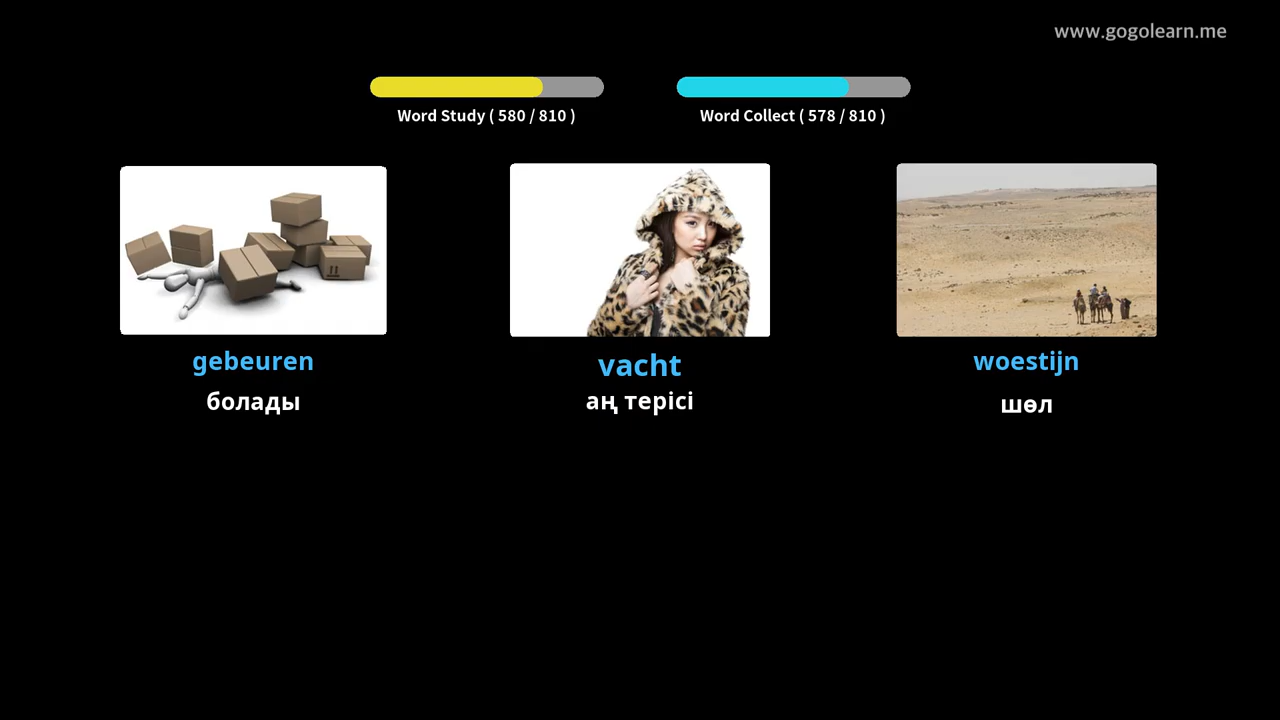 www.gogolearn.me
Word Study ( 580 / 810 )
Word Collect ( 578 / 810 )
gebeuren
болады
vacht
аң терісі
woestijn
шөл